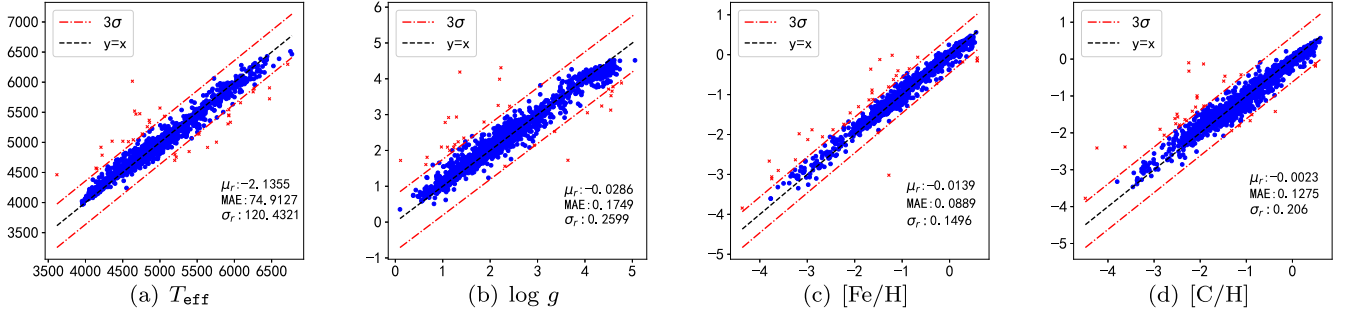 3σ
y=x
7000
6500
6000
5500
5000
4500
4000
3500
μr:-2.1355
MAE:74.9127
σr:120.4321
3500 4000 4500 5000 5500 6000 6500
(a) Teff
3σ
y=x
6
5
4
3
2
1
0
−1
μr:-0.0286
MAE:0.1749
σr:0.2599
0 1 2 3 4 5
(b) log g
3σ
y=x
1
0
−1
−2
−3
−4
−5
μr:-0.0139
MAE:0.0889
σr:0.1496
−4 −3 −2 −1 0
(c) [Fe/H]
3σ
y=x
1
0
−1
−2
−3
−4
−5
μr:-0.0023
MAE:0.1275
σr:0.206
−4 −3 −2 −1 0
(d) [C/H]